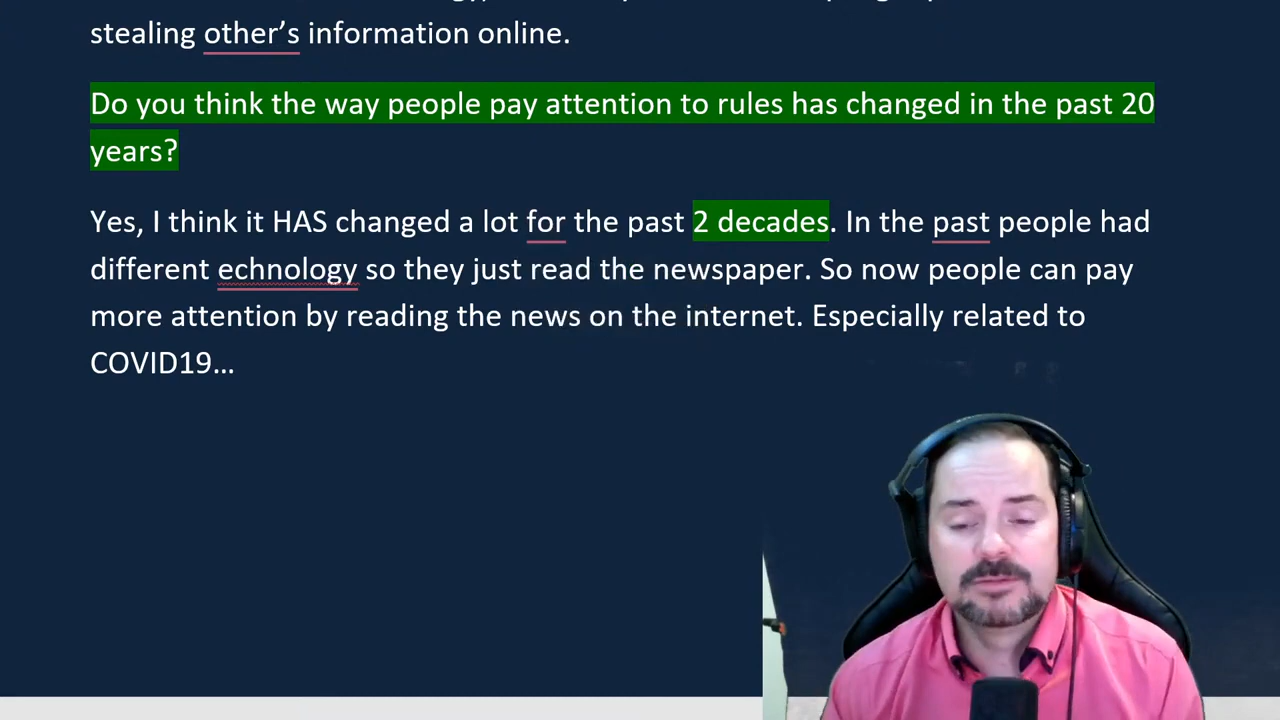 stealing other’s information online.
Do you think the way people pay attention to rules has changed in the past 20
years?
Yes, I think it HAS changed a lot for the past 2 decades. In the past people had
different echnology so they just read the newspaper. So now people can pay
more attention by reading the news on the internet. Especially related to
COVID19…